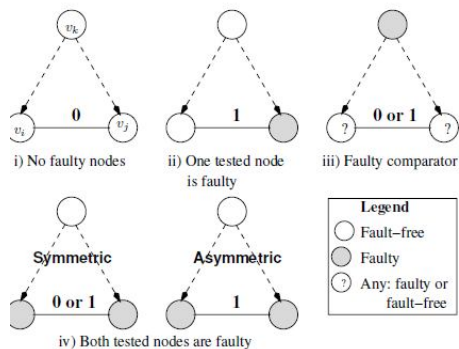 v_k
0
1
0 or 1
v_i
v_j
?
?
i) No faulty nodes
ii) One tested node
is faulty
iii) Faulty comparator
Symmetric
0 or 1
Asymmetric
1
iv) Both tested nodes are faulty
Legend
Fault-free
Faulty
? Any: faulty or
fault-free